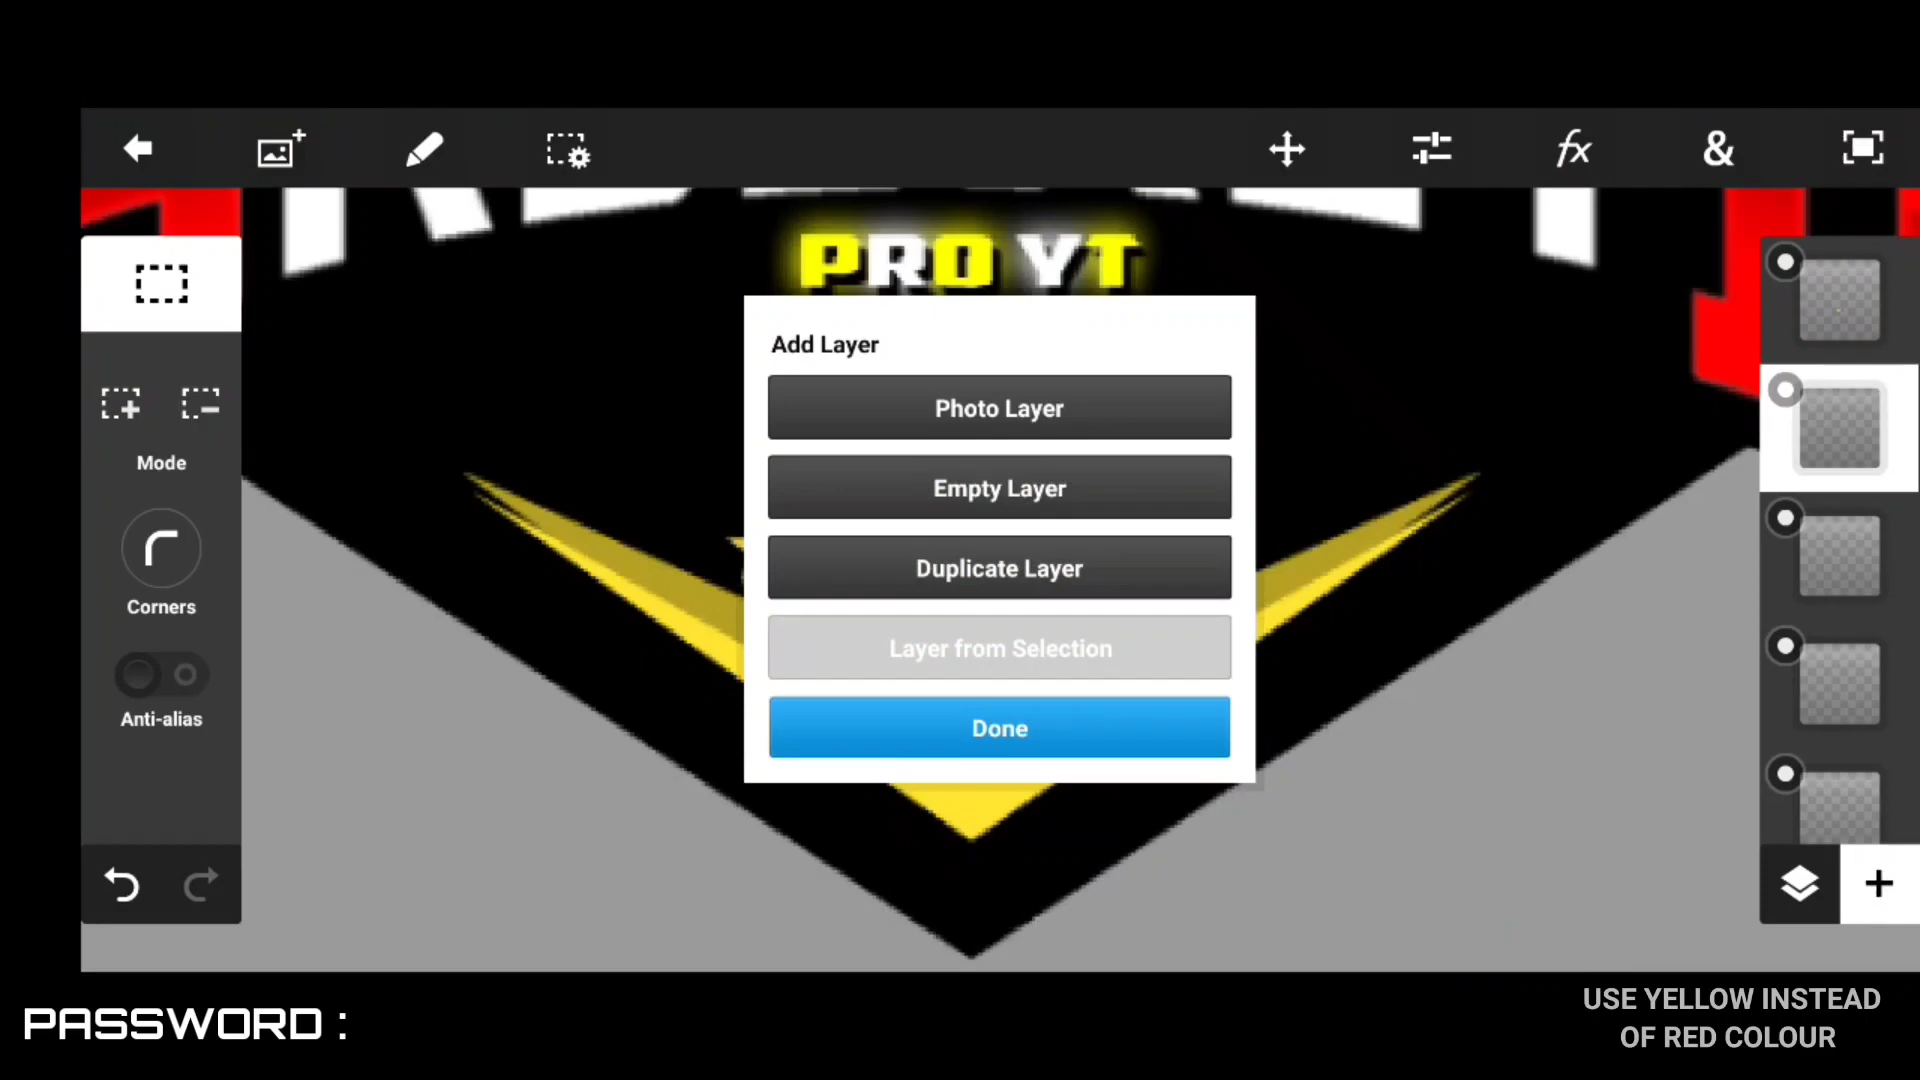 fx
&
PRO YT
Add Layer
Photo Layer
Empty Layer
Duplicate Layer
Layer from Selection
Done
Mode
Corners
Anti-alias
PASSWORD :
USE YELLOW INSTEAD
OF RED COLOUR